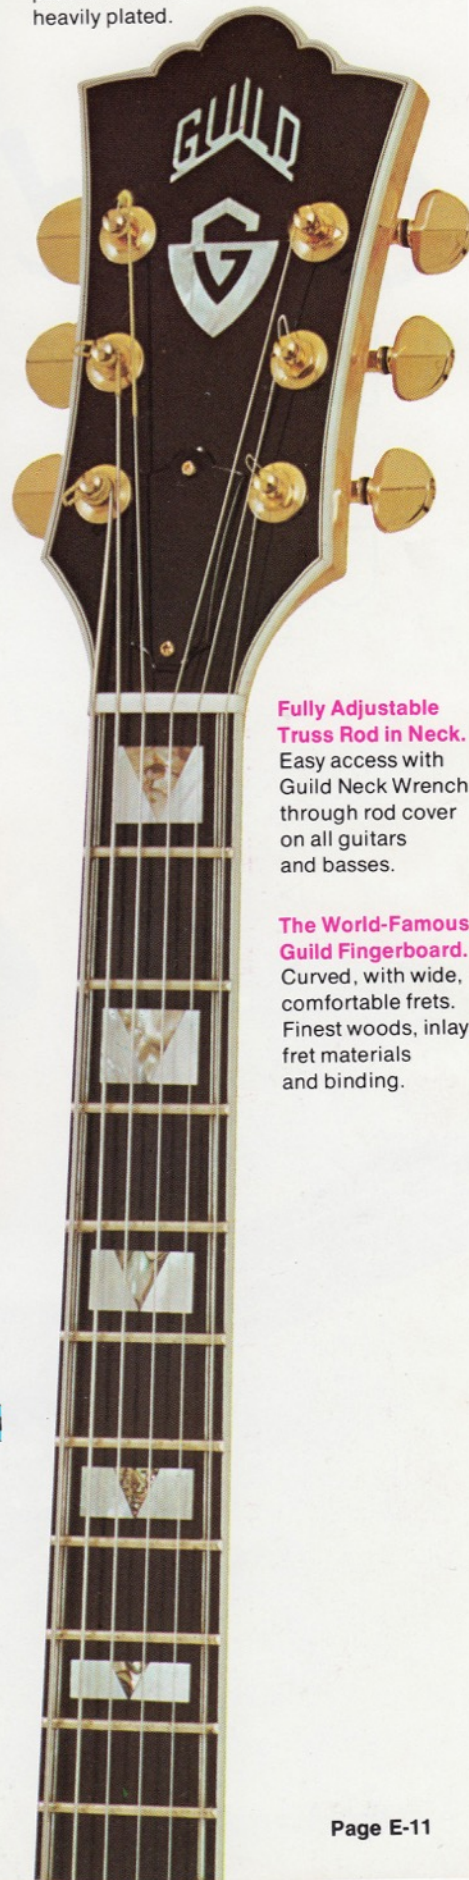 heavily plated.
GUILD
G
Fully Adjustable
Truss Rod in Neck.
Easy access with
Guild Neck Wrench
through rod cover
on all guitars
and basses.
The World-Famous
Guild Fingerboard.
Curved, with wide,
comfortable frets.
Finest woods, inlay
fret materials
and binding.
Page E-11